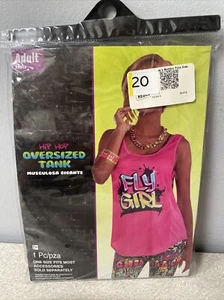 Adult
20
HIP HOP
OVERSIZED
TANK
MUSCULOSA GIGANTE
FLY
GIRL
1 Pc/pza
ONE SIZE FITS MOST
ACCESSORIES
SOLD SEPARATELY